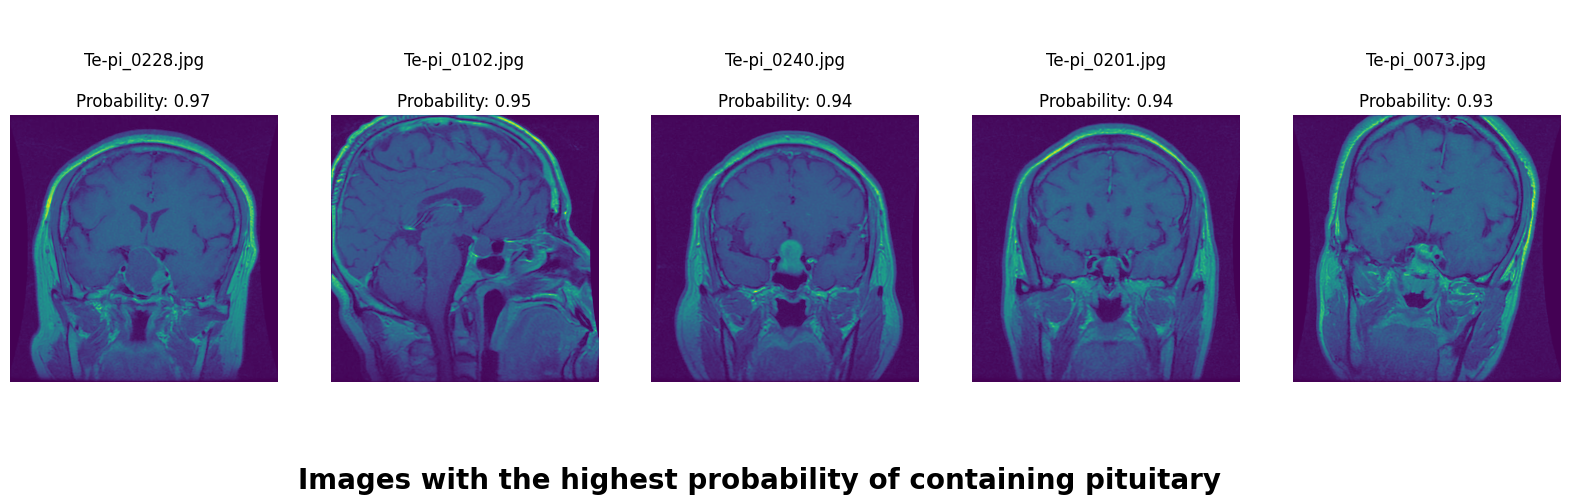 Te-pi_0228.jpg
Probability: 0.97
Te-pi_0102.jpg
Probability: 0.95
Te-pi_0240.jpg
Probability: 0.94
Te-pi_0201.jpg
Probability: 0.94
Te-pi_0073.jpg
Probability: 0.93
Images with the highest probability of containing pituitary